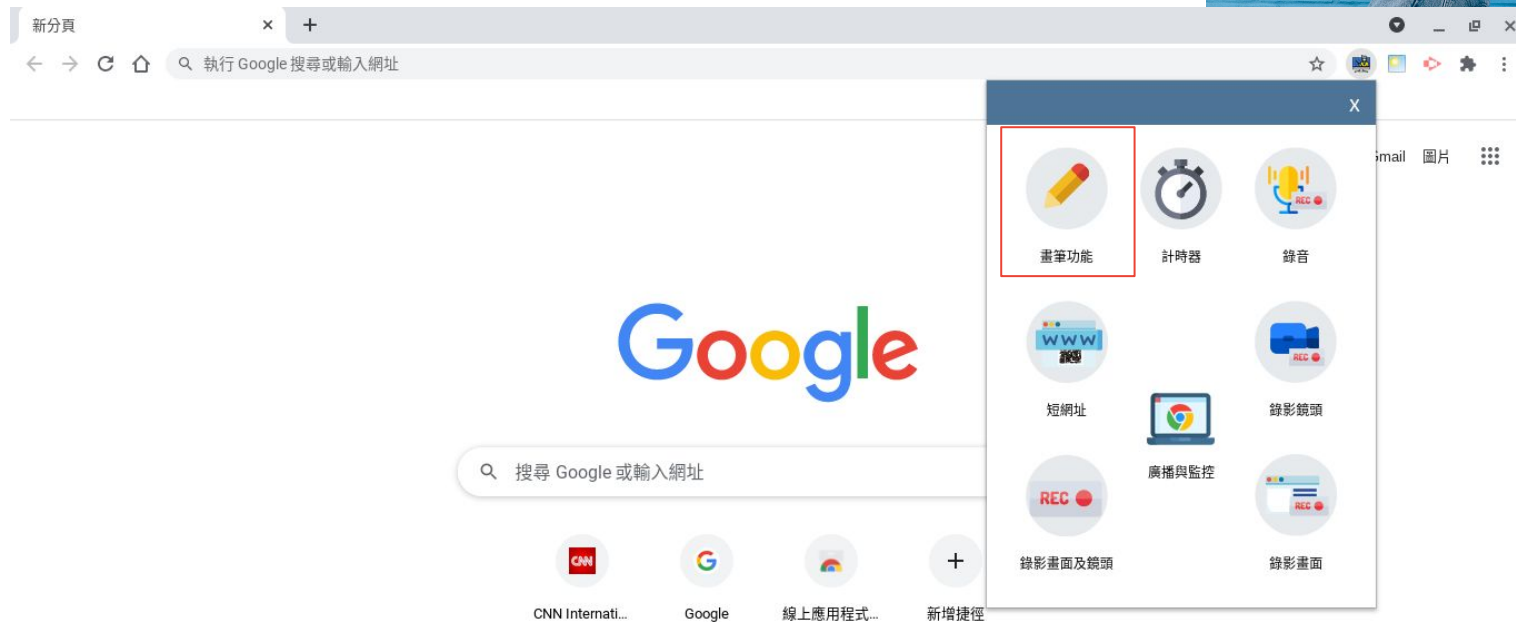 新分頁
執行 Google 搜尋或輸入網址
X
Gmail 圖片
畫筆功能 計時器 錄音
REC
Google
WWW
REC
短網址 錄影鏡頭
搜尋 Google 或輸入網址
廣播與監控
REC
REC
錄影畫面及鏡頭 錄影畫面
CNN
G
CNN Internati... Google 線上應用程式... 新增捷徑